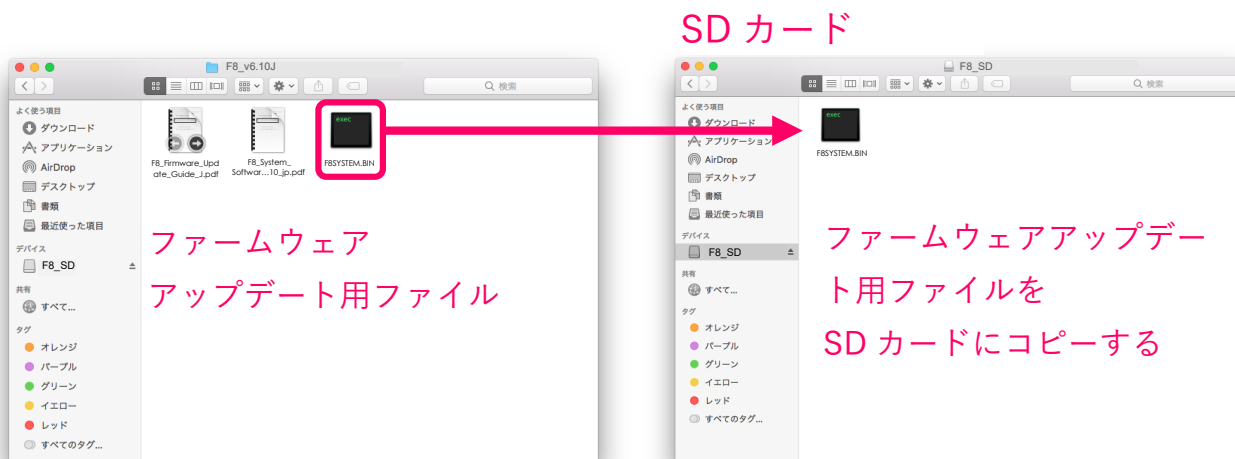 SD カード
F8_v6.10J
検索
よく使う項目
ダウンロード
アプリケーション
AirDrop
デスクトップ
書類
最近使った項目
デバイス
F8_SD
共有
すべて...
タグ
オレンジ
パープル
グリーン
イエロー
レッド
すべてのタグ...
exec
F8_Firmware_Upd
ate_Guide_J.pdf
F8_System_
Softwar...10_jp.pdf
F8SYSTEM.BIN
ファームウェア
アップデート用ファイル
F8_SD
検索
よく使う項目
ダウンロード
アプリケーション
AirDrop
デスクトップ
書類
最近使った項目
デバイス
F8_SD
共有
すべて...
タグ
オレンジ
パープル
グリーン
イエロー
レッド
すべてのタグ...
exec
F8SYSTEM.BIN
ファームウェアアップデー
ト用ファイルを
SD カードにコピーする